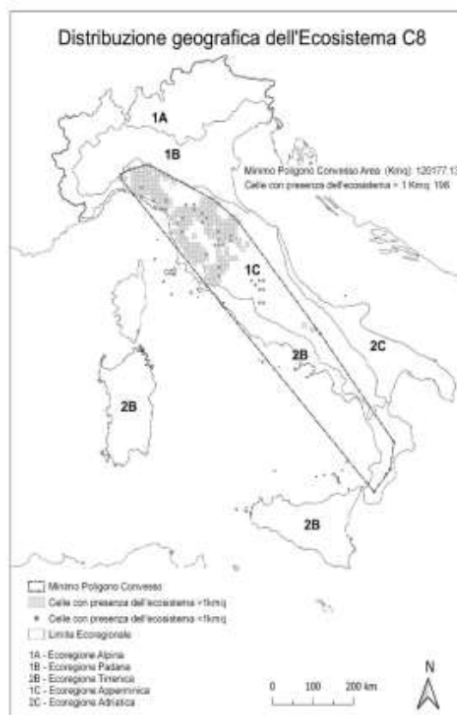 Distribuzione geografica dell'Ecosistema C8
1A
1B
Minimo Poligono Convesso Area (Kmq): 120177.13
Celle con presenza dell'ecosistema > 1 Kmq: 198
1C
2B
2C
2B
2B
Minimo Poligono Convesso
Celle con presenza dell'ecosistema >1kmq
Celle con presenza dell'ecosistema <1kmq
Limite Ecoregionale
1A - Ecoregione Alpina
1B - Ecoregione Padana
2B - Ecoregione Tirrenica
1C - Ecoregione Appenninica
2C - Ecoregione Adriatica
N
0 100 200 km